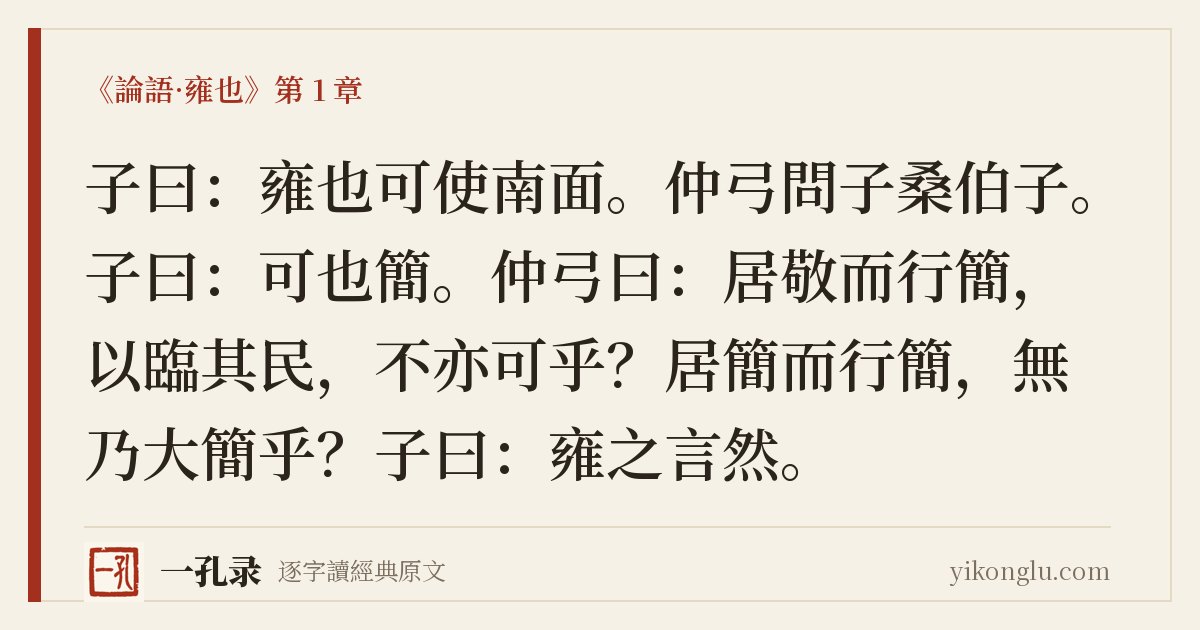 《論語·雍也》第 1 章
子曰：雍也可使南面。仲弓問子桑伯子。
子曰：可也簡。仲弓曰：居敬而行簡，
以臨其民，不亦可乎？居簡而行簡，無
乃大簡乎？子曰：雍之言然。
一孔
一孔录 逐字讀經典原文
yikonglu.com